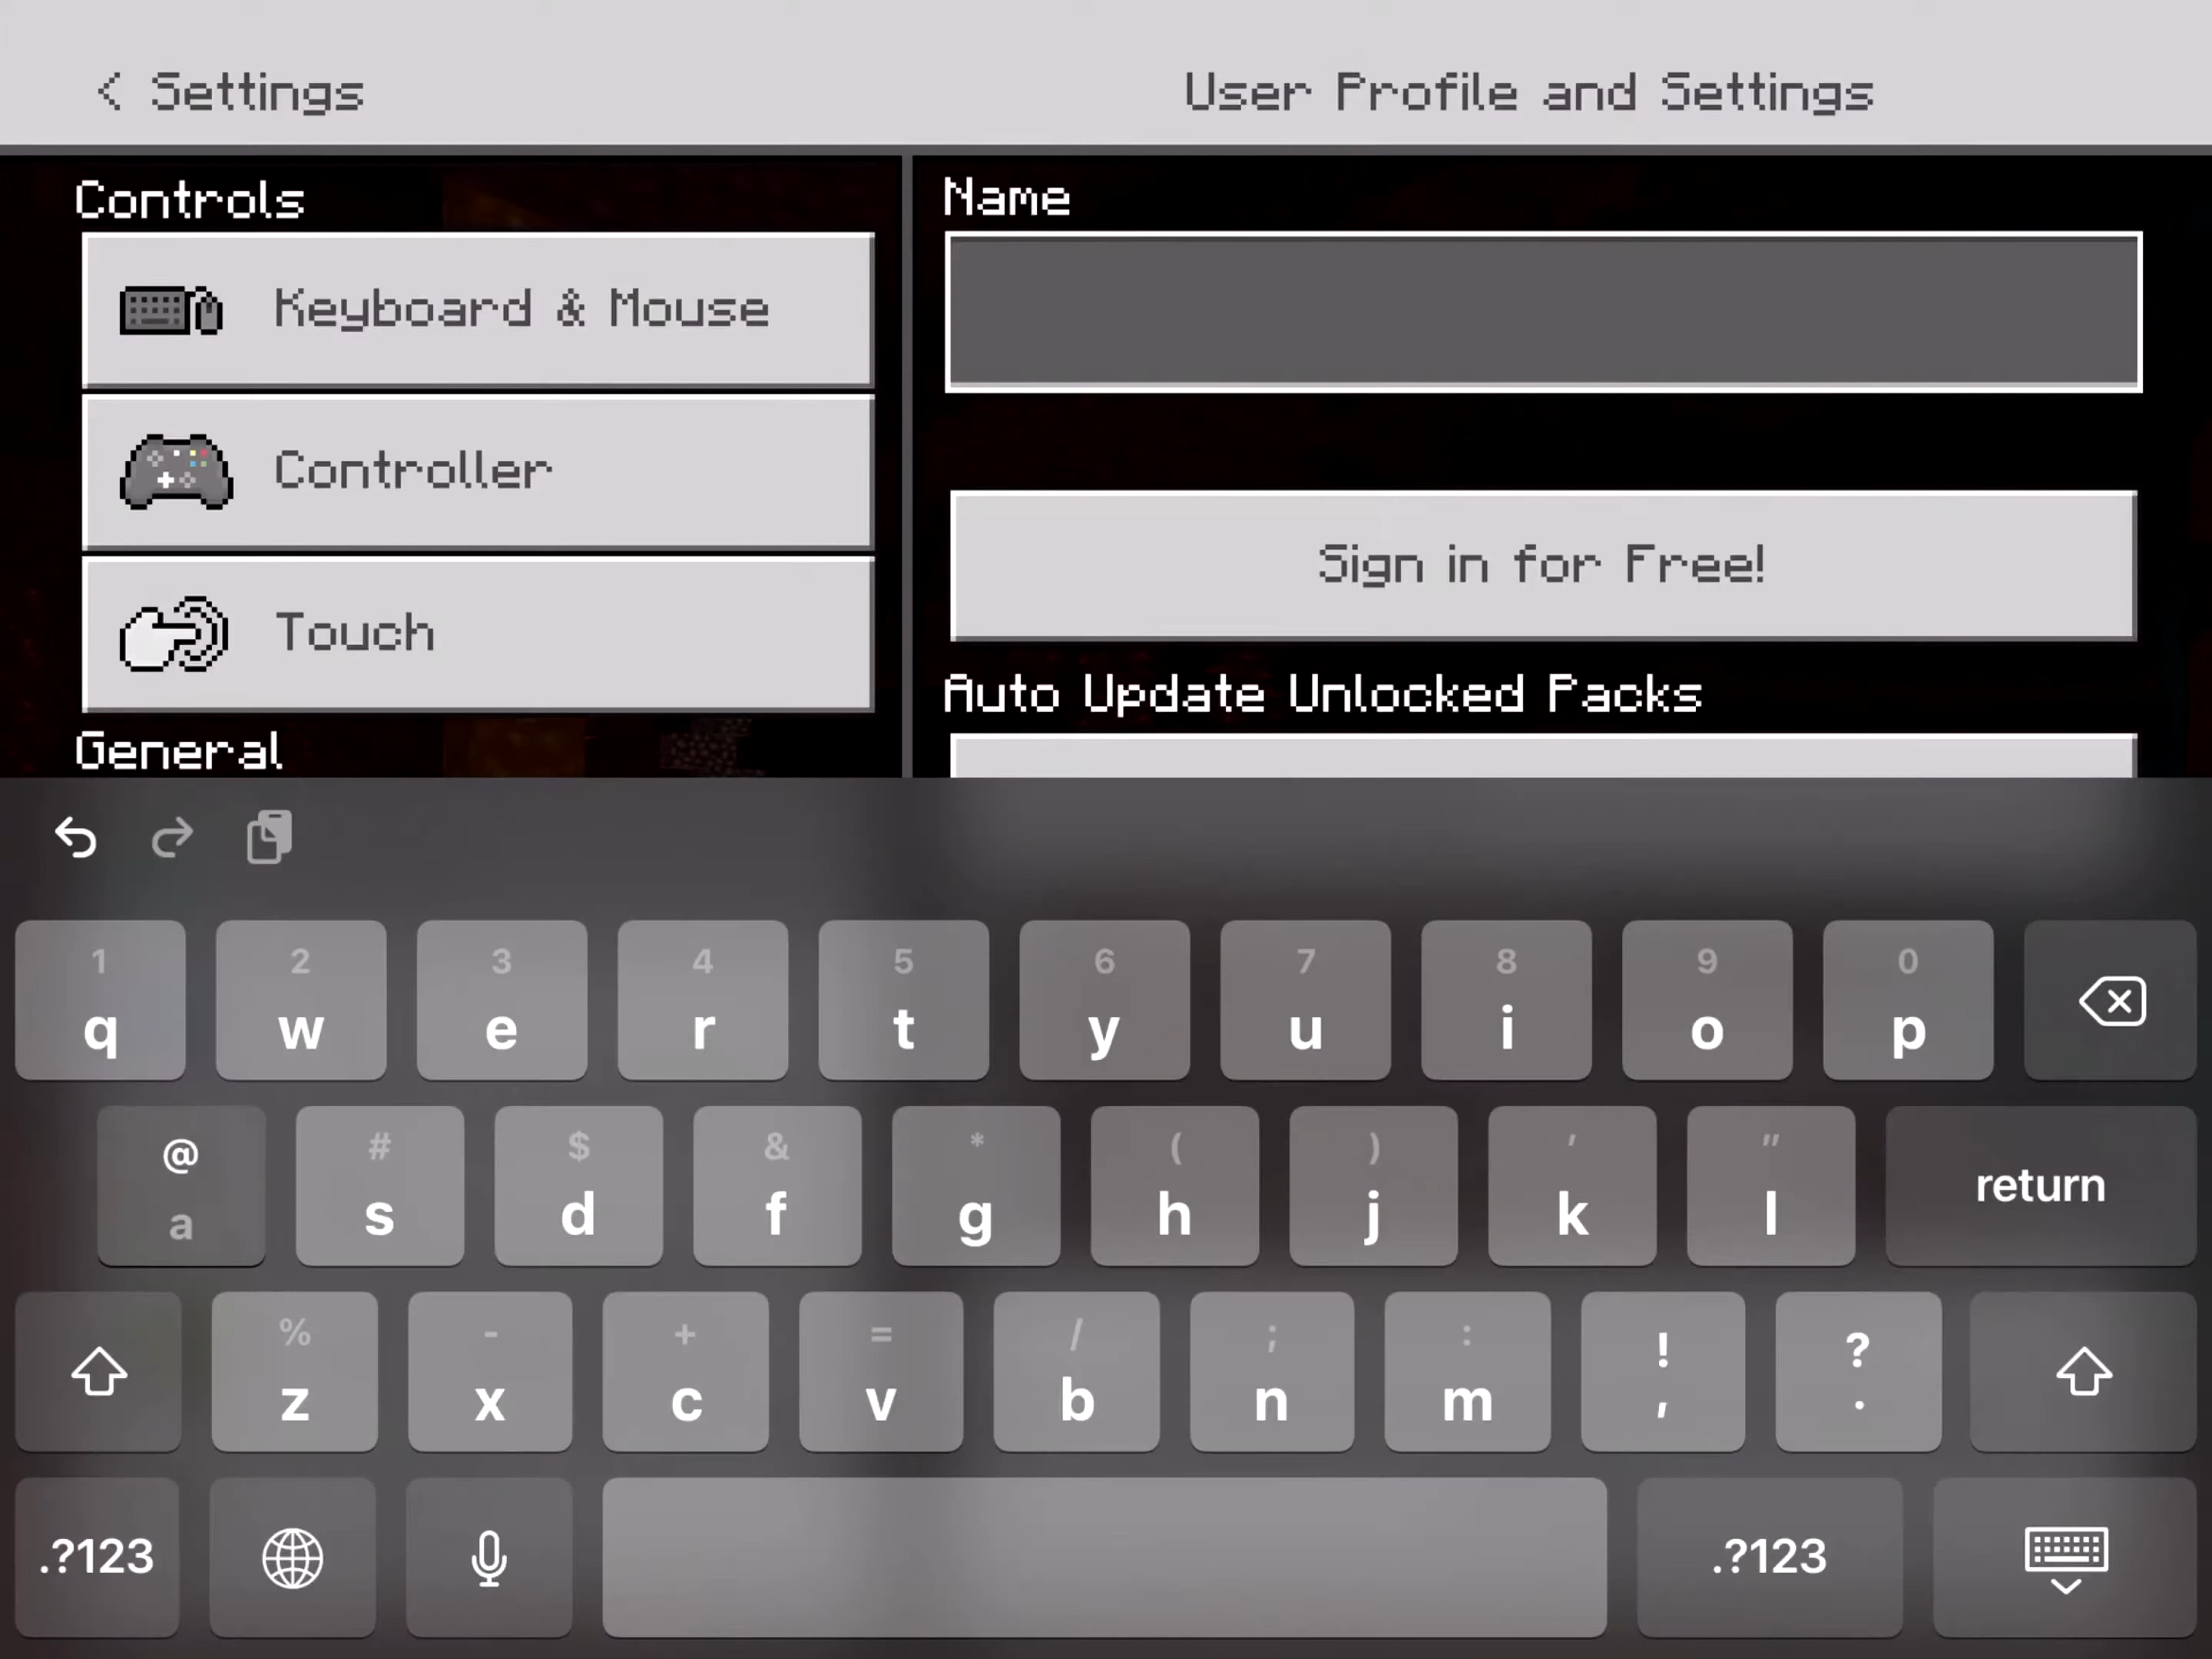 < Settings
User Profile and Settings
Controls
Keyboard & Mouse
Controller
Touch
General
Name
Sign in for Free!
Auto Update Unlocked Packs
1 2 3 4 5 6 7 8 9 0
q w e r t y u i o p
@ # $ & * ( ) ' "
a s d f g h j k l return
% - + = / ; : ! ?
z x c v b n m , .
.?123 .?123